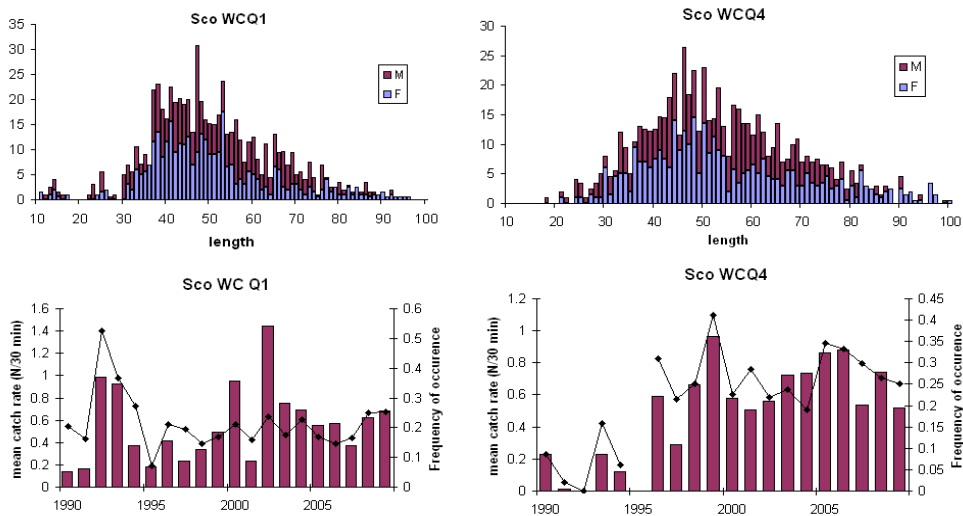 Sco WCQ1
35
30
25
20
15
10
5
0
M
F
10 20 30 40 50 60 70 80 90 100
length
Sco WCQ4
30
25
20
15
10
5
0
M
F
10 20 30 40 50 60 70 80 90 100
length
Sco WC Q1
mean catch rate (N/30 min)
1.6
1.4
1.2
1
0.8
0.6
0.4
0.2
0
0.6
0.5
0.4
0.3
0.2
0.1
0
Frequency of occurence
1990 1995 2000 2005
Sco WCQ4
mean catch rate (N/30 min)
1.2
1
0.8
0.6
0.4
0.2
0
0.45
0.4
0.35
0.3
0.25
0.2
0.15
0.1
0.05
0
Frequency of occurence
1990 1995 2000 2005